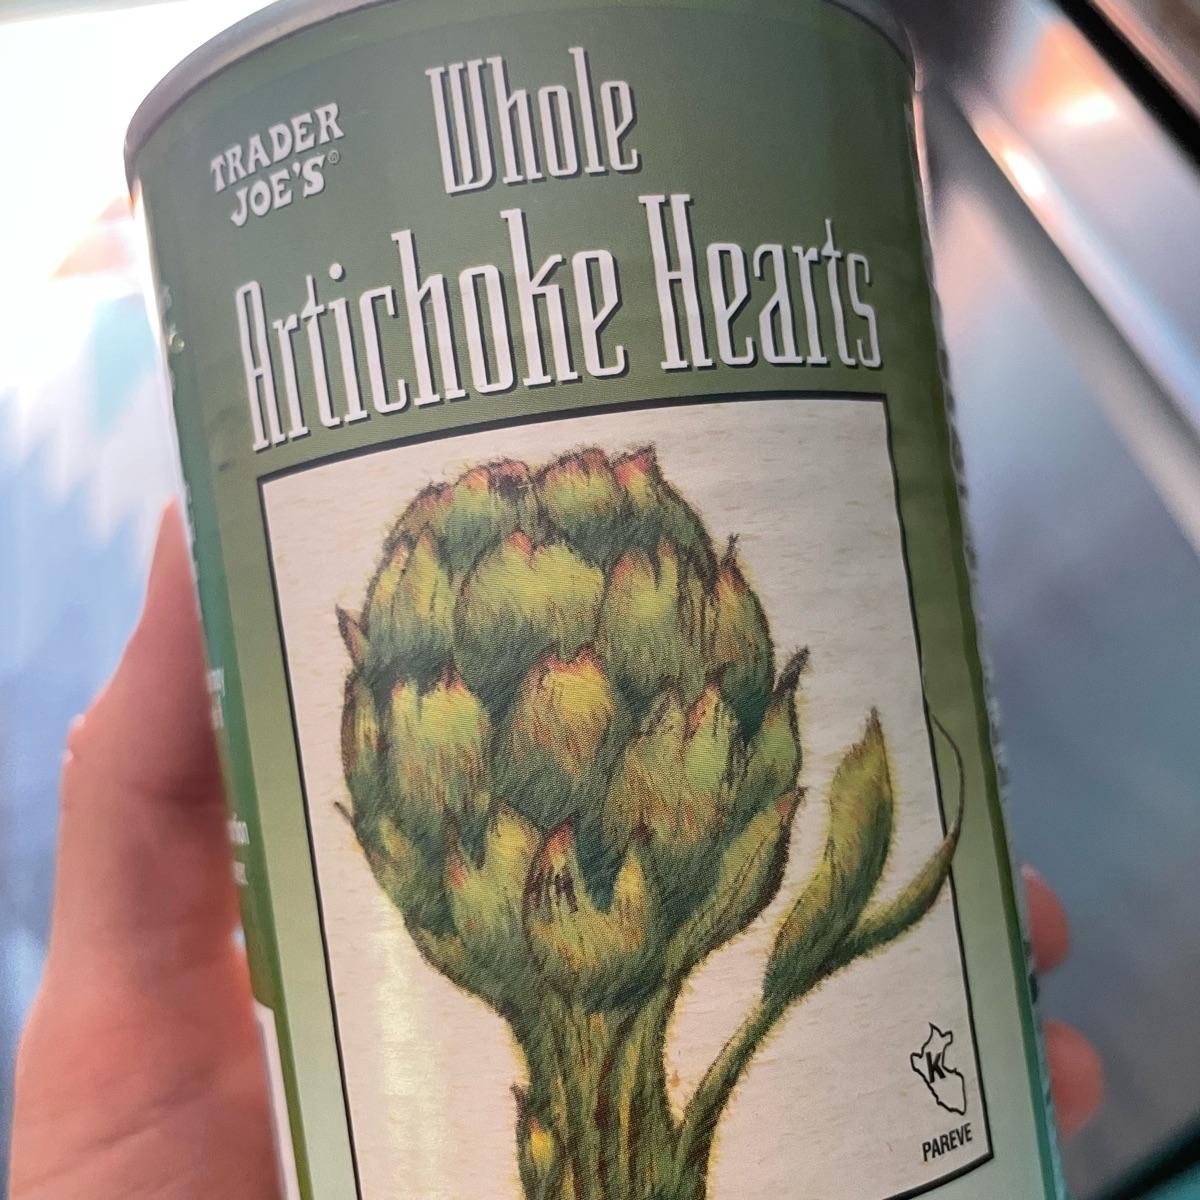 TRADER
JOE'S®
Whole
Artichoke Hearts
K
PAREVE